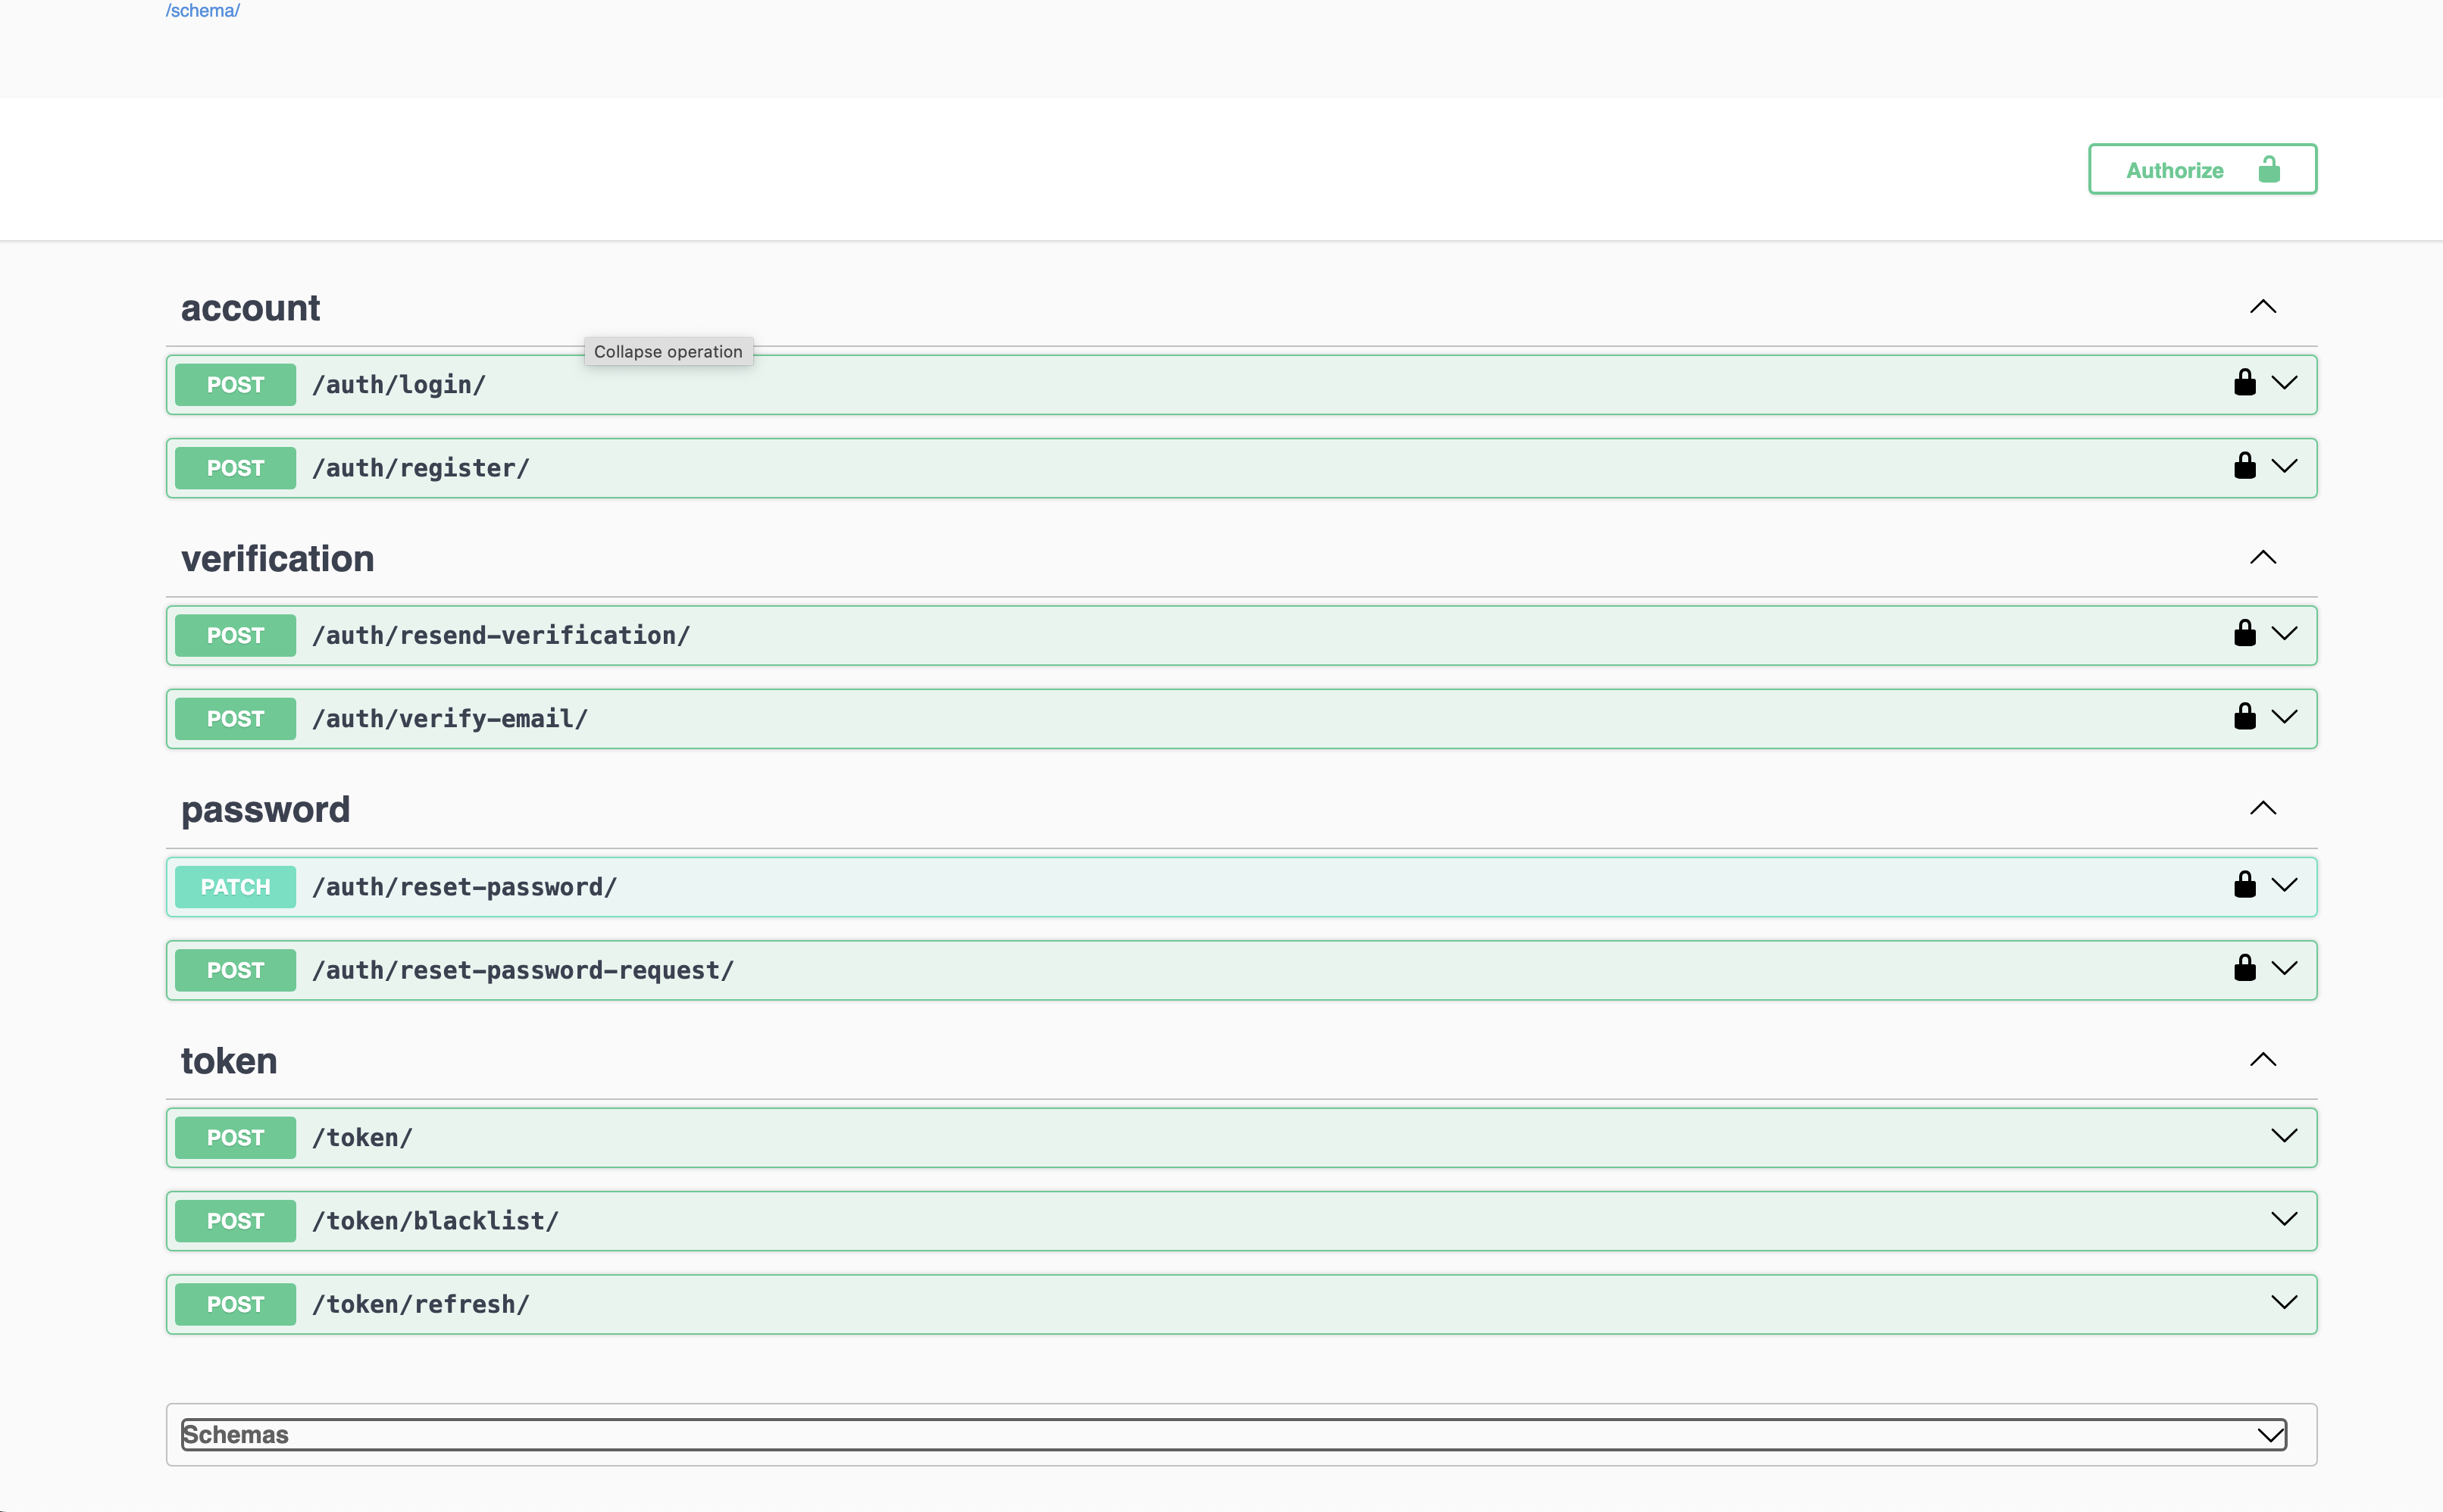 /schema/
Authorize
account
Collapse operation
POST /auth/login/
POST /auth/register/
verification
POST /auth/resend-verification/
POST /auth/verify-email/
password
PATCH /auth/reset-password/
POST /auth/reset-password-request/
token
POST /token/
POST /token/blacklist/
POST /token/refresh/
Schemas